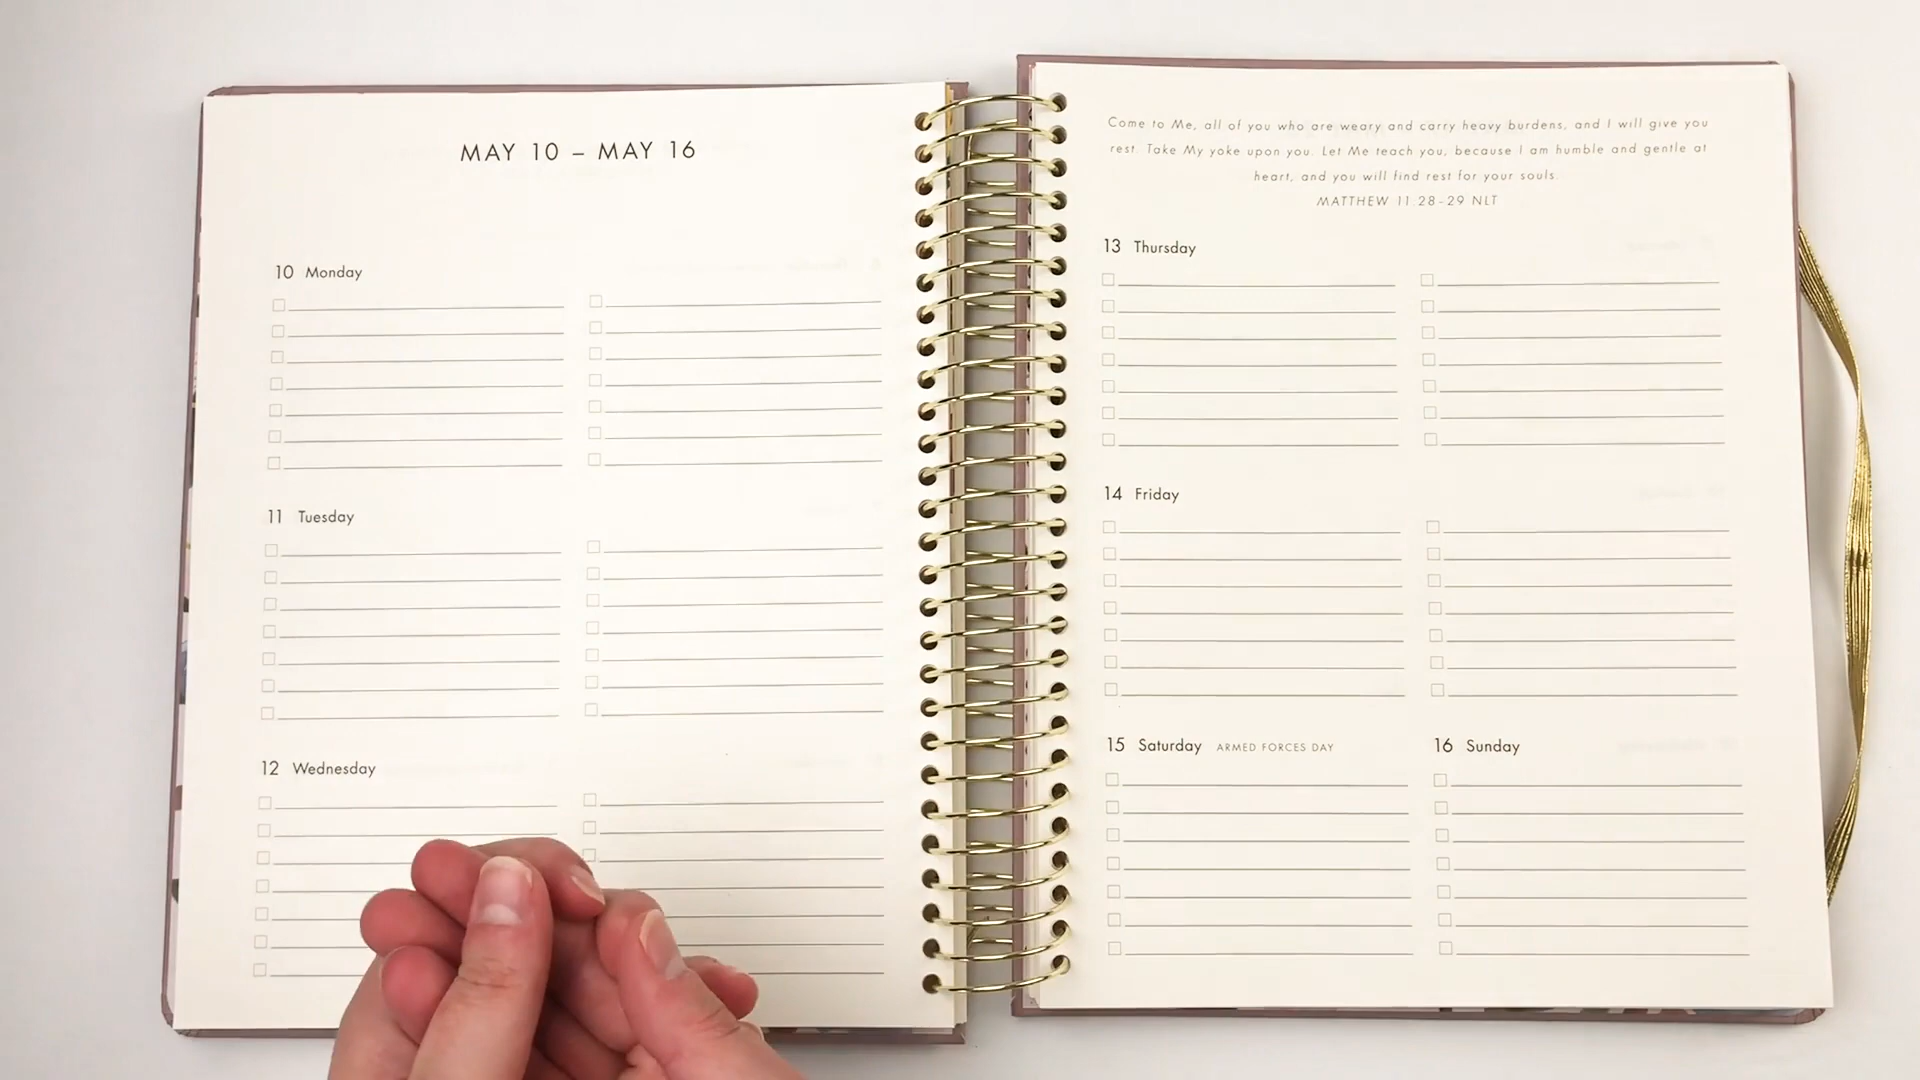 MAY 10 – MAY 16
10 Monday
11 Tuesday
12 Wednesday
Come to Me, all of you who are weary and carry heavy burdens, and I will give you
rest. Take My yoke upon you. Let Me teach you, because I am humble and gentle at
heart, and you will find rest for your souls.
MATTHEW 11:28–29 NLT
13 Thursday
14 Friday
15 Saturday ARMED FORCES DAY
16 Sunday